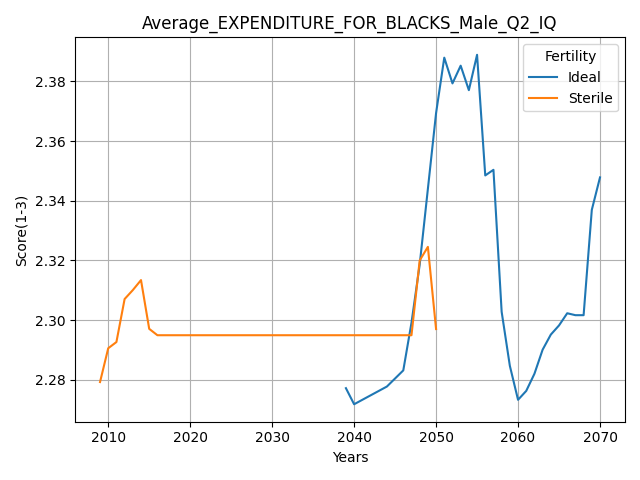 Average_EXPENDITURE_FOR_BLACKS_Male_Q2_IQ
Fertility
Ideal
Sterile
Score(1-3)
2.38
2.36
2.34
2.32
2.30
2.28
2010 2020 2030 2040 2050 2060 2070
Years